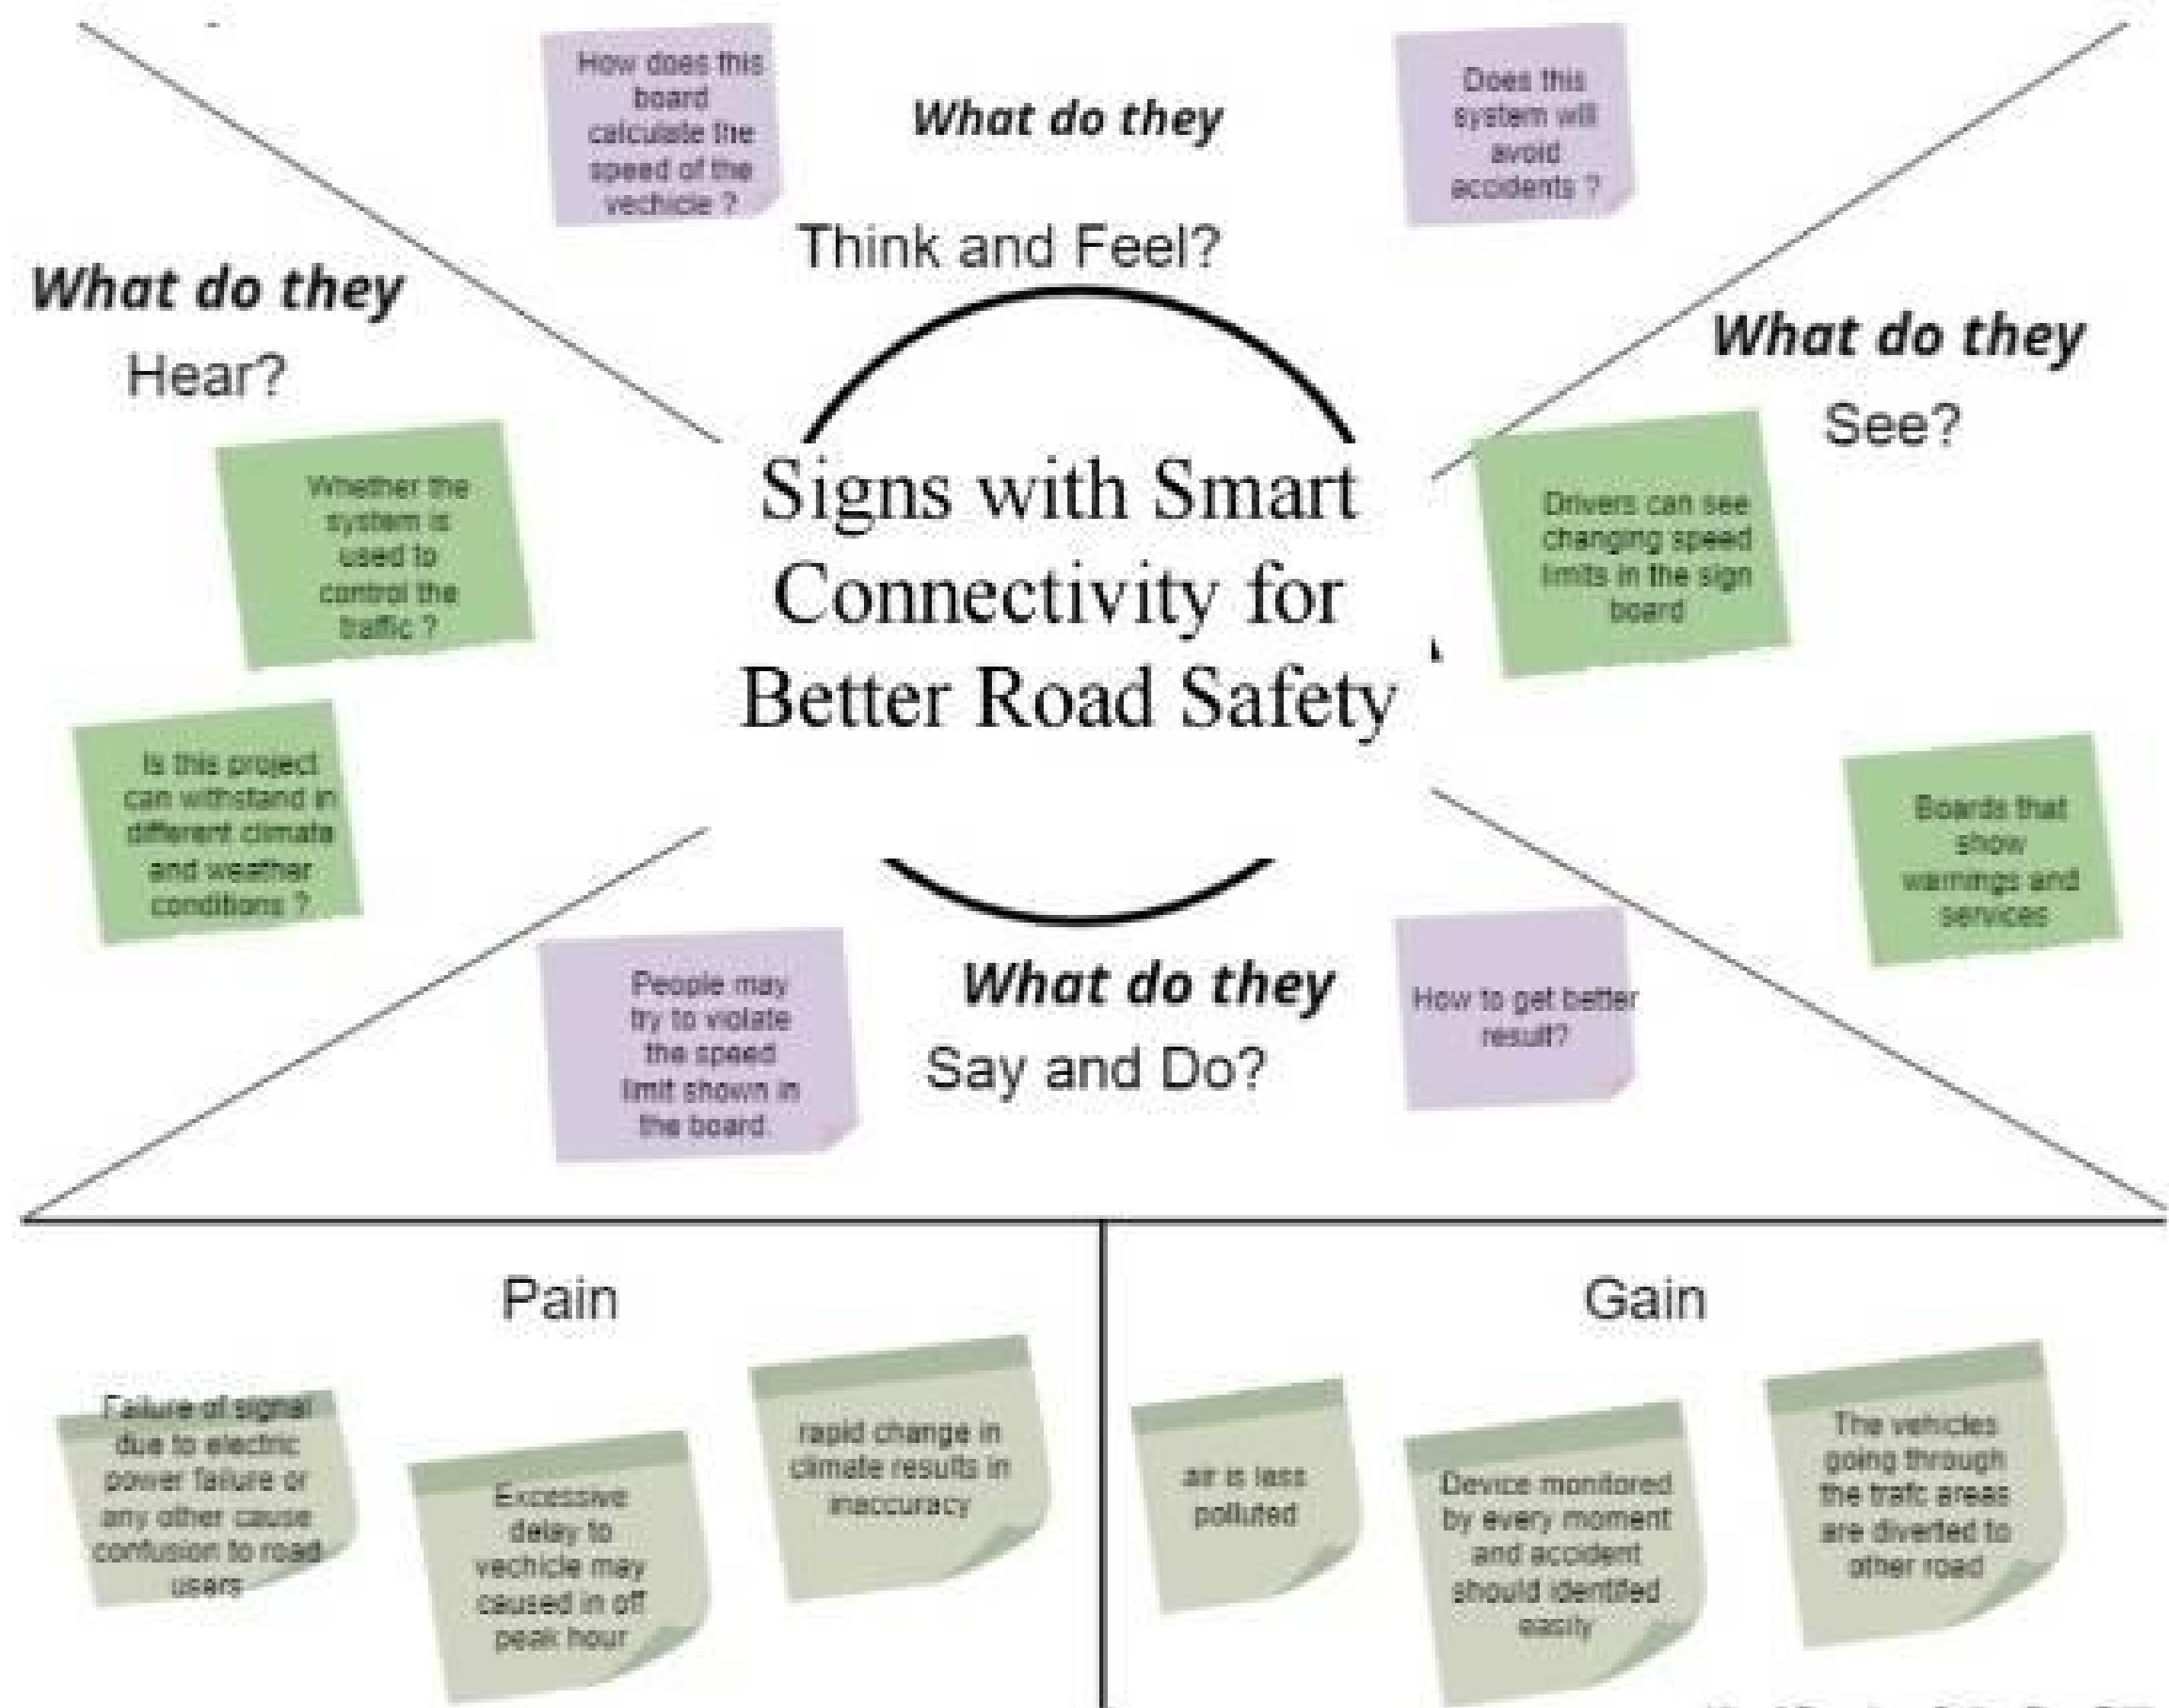 How does this
board
calculate the
speed of the
vechicle ?
What do they
Think and Feel?
Does this
system will
avoid
accidents ?
What do they
Hear?
Whether the
system is
used to
control the
traffic ?
Is this project
can withstand in
different climate
and weather
conditions ?
Signs with Smart
Connectivity for
Better Road Safety
What do they
See?
Drivers can see
changing speed
limits in the sign
board
Boards that
show
warnings and
services
People may
try to violate
the speed
limit shown in
the board.
What do they
Say and Do?
How to get better
result?
Pain
Failure of signal
due to electric
power failure or
any other cause
confusion to road
users
Excessive
delay to
vechicle may
caused in off
peak hour
rapid change in
climate results in
inaccuracy
Gain
air is less
polluted
Device monitored
by every moment
and accident
should identifed
easily
The vehicles
going through
the trafc areas
are diverted to
other road